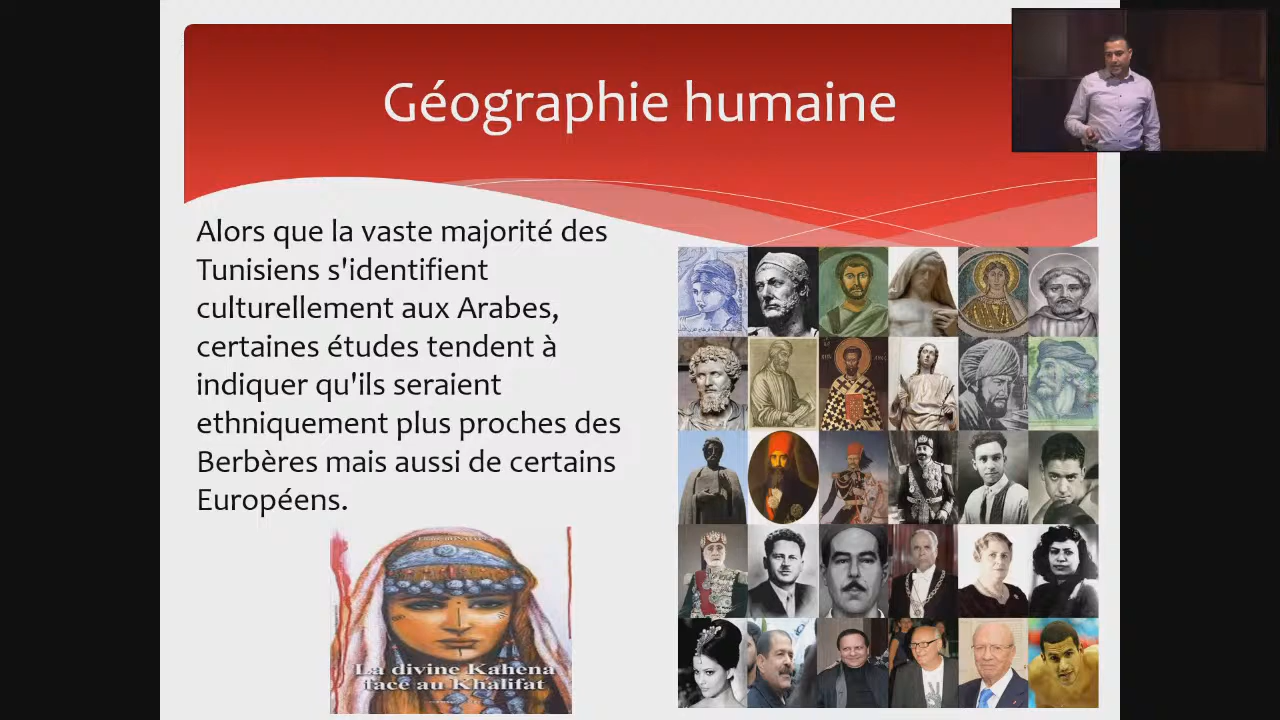 Géographie humaine
Alors que la vaste majorité des
Tunisiens s'identifient
culturellement aux Arabes,
certaines études tendent à
indiquer qu'ils seraient
ethniquement plus proches des
Berbères mais aussi de certains
Européens.
La divine Kahena
face au Khalifat